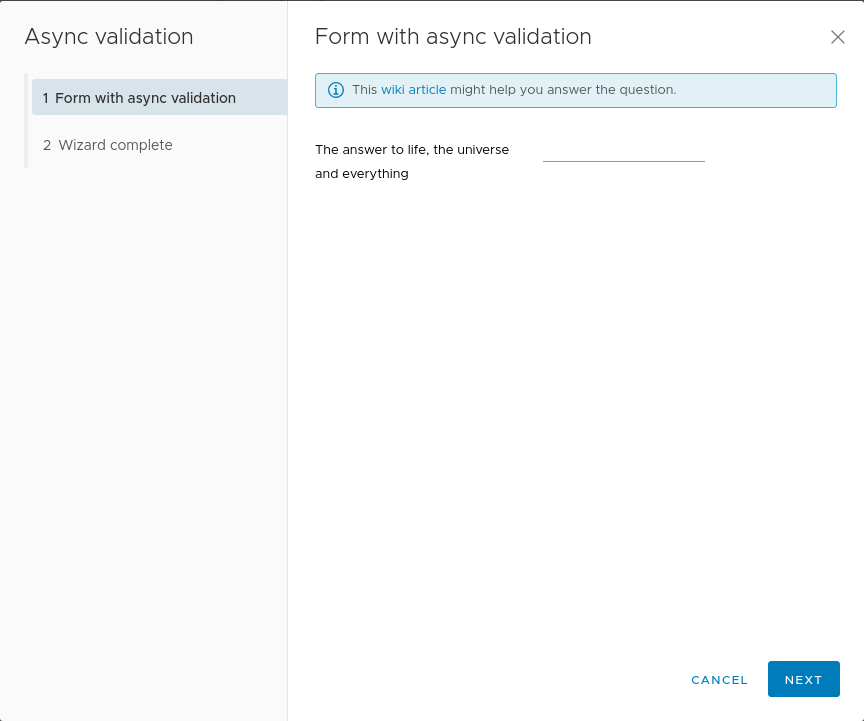 Async validation
1 Form with async validation
2 Wizard complete
Form with async validation
This wiki article might help you answer the question.
The answer to life, the universe
and everything
CANCEL
NEXT